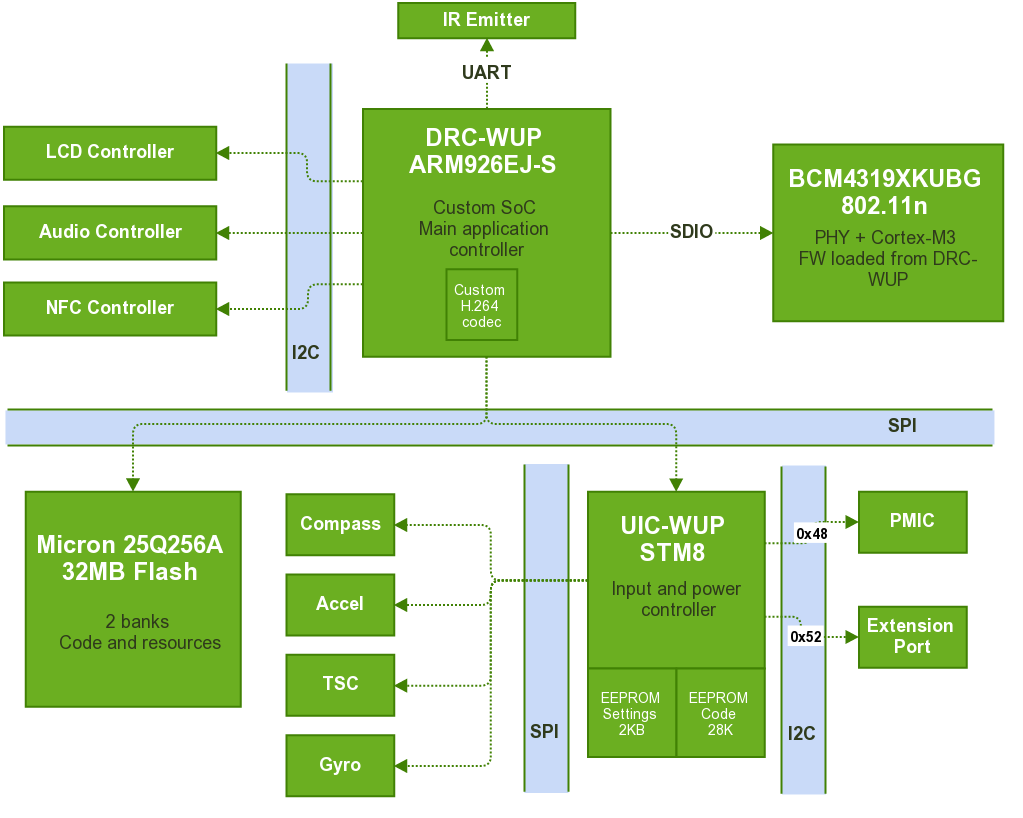 IR Emitter
UART
DRC-WUP
ARM926EJ-S
Custom SoC
Main application
controller
Custom
H.264
codec
LCD Controller
Audio Controller
NFC Controller
I2C
SDIO
BCM4319XKUBG
802.11n
PHY + Cortex-M3
FW loaded from DRC-
WUP
SPI
Micron 25Q256A
32MB Flash
2 banks
Code and resources
Compass
Accel
TSC
Gyro
SPI
UIC-WUP
STM8
Input and power
controller
EEPROM
Settings
2KB
EEPROM
Code
28K
I2C
0x48
0x52
PMIC
Extension
Port